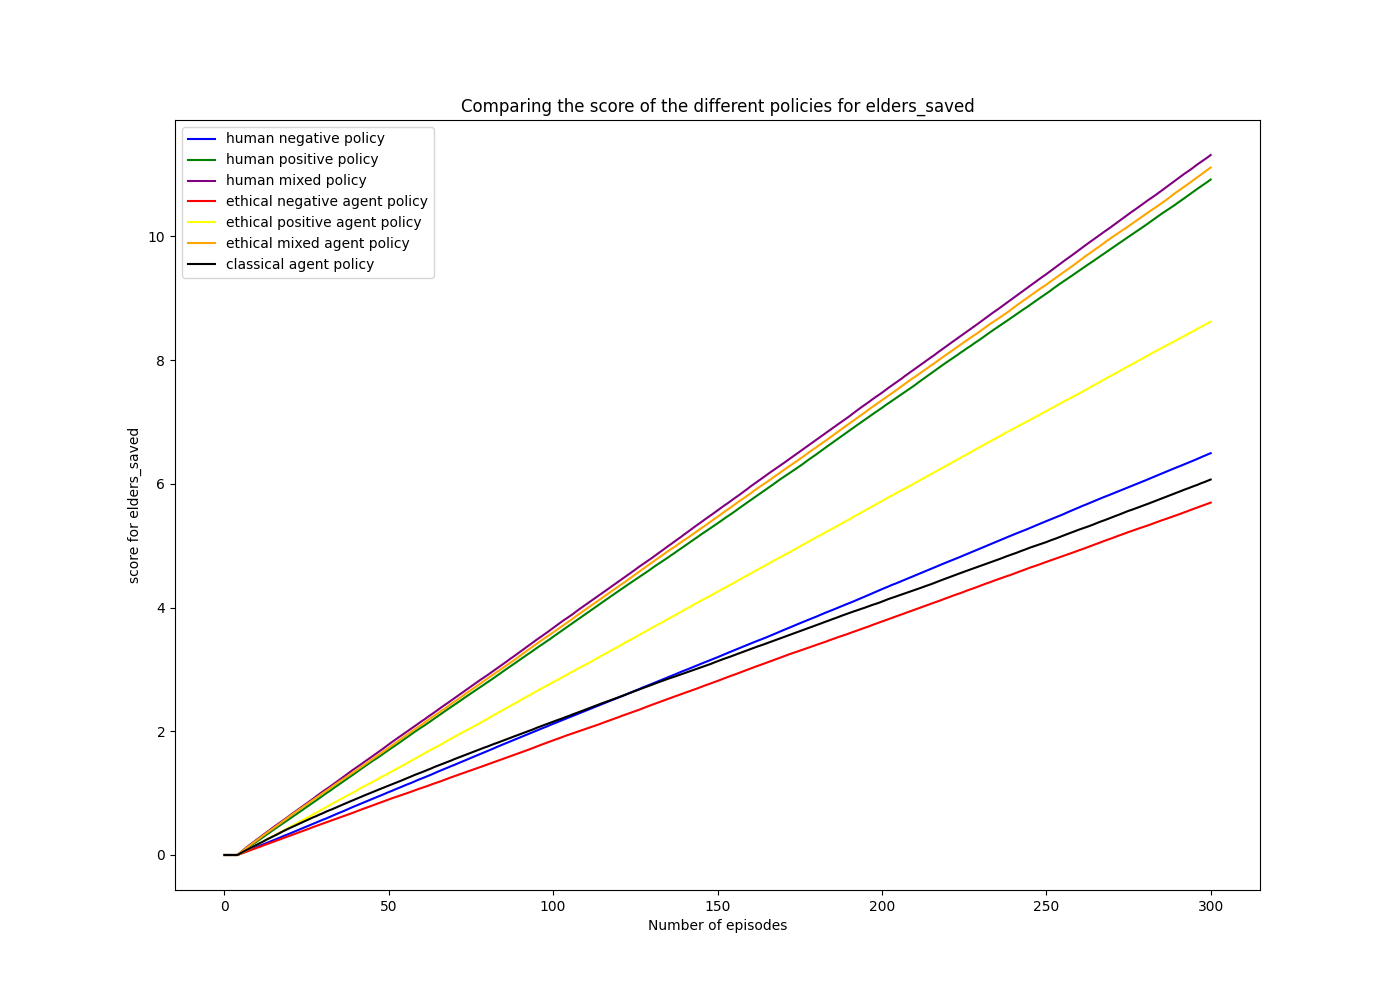 Comparing the score of the different policies for elders_saved
human negative policy
human positive policy
human mixed policy
ethical negative agent policy
ethical positive agent policy
ethical mixed agent policy
classical agent policy
score for elders_saved
10
8
6
4
2
0
0 50 100 150 200 250 300
Number of episodes